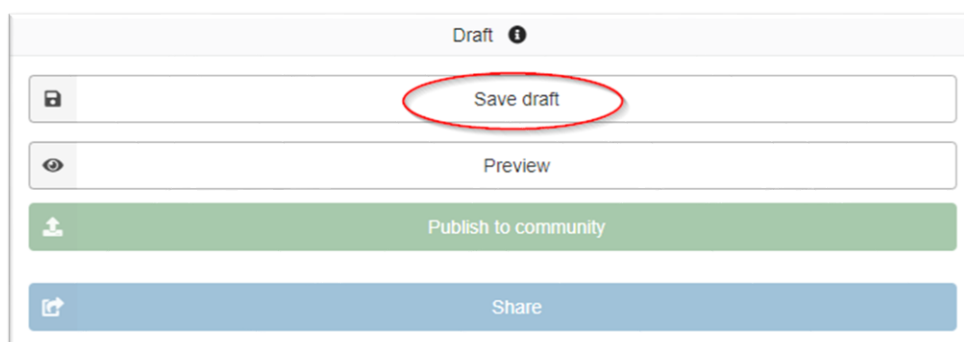 Draft
Save draft
Preview
Publish to community
Share